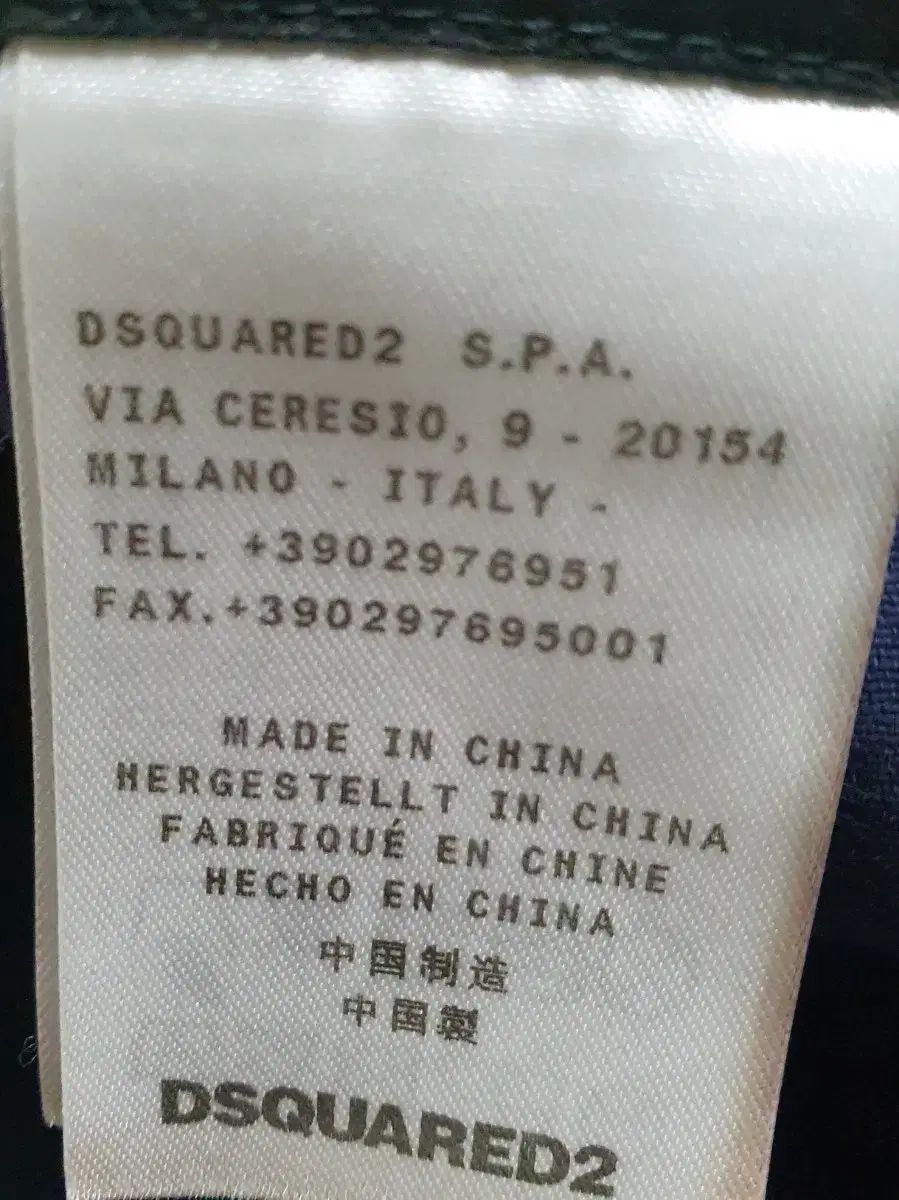 DSQUARED2 S.P.A.
VIA CERESIO, 9 - 20154
MILANO - ITALY -
TEL. +3902976951
FAX.+390297695001
MADE IN CHINA
HERGESTELLT IN CHINA
FABRIQUÉ EN CHINE
HECHO EN CHINA
中国制造
中国製
DSQUARED2